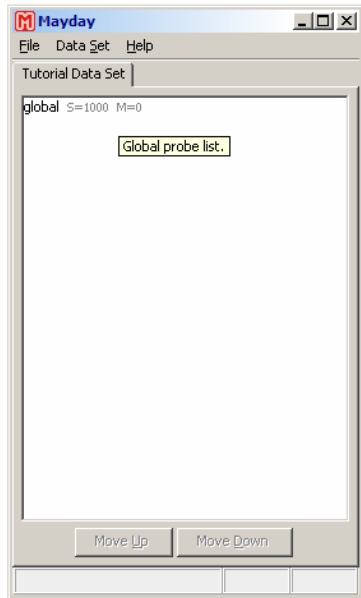 Mayday
File Data Set Help
Tutorial Data Set
global S=1000 M=0
Global probe list.
Move Up Move Down